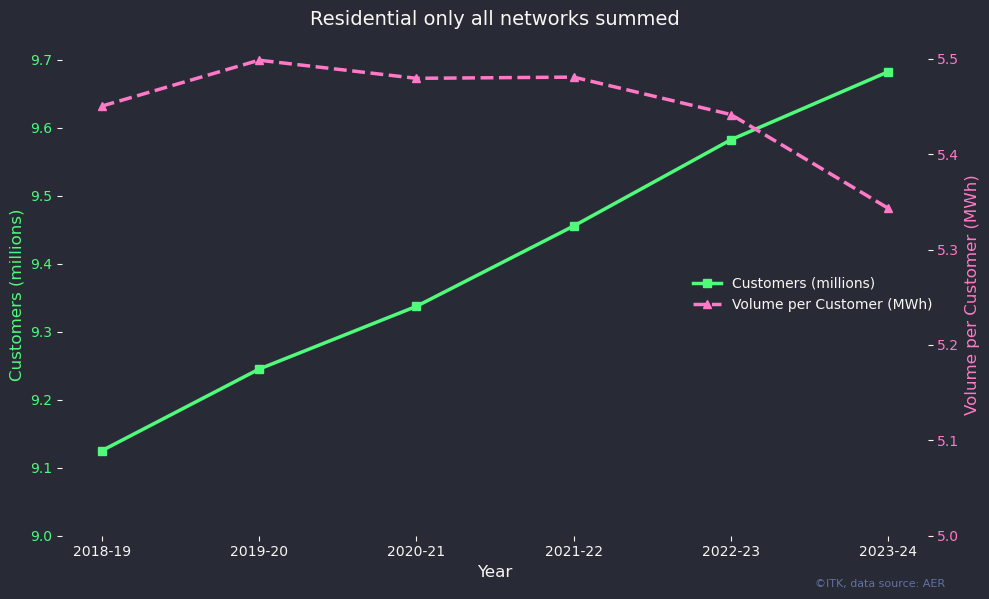 Residential only all networks summed
9.7
9.6
9.5
9.4
9.3
9.2
9.1
9.0
Customers (millions)
5.5
5.4
5.3
5.2
5.1
5.0
Volume per Customer (MWh)
Customers (millions)
Volume per Customer (MWh)
2018-19 2019-20 2020-21 2021-22 2022-23 2023-24
Year
©ITK, data source: AER